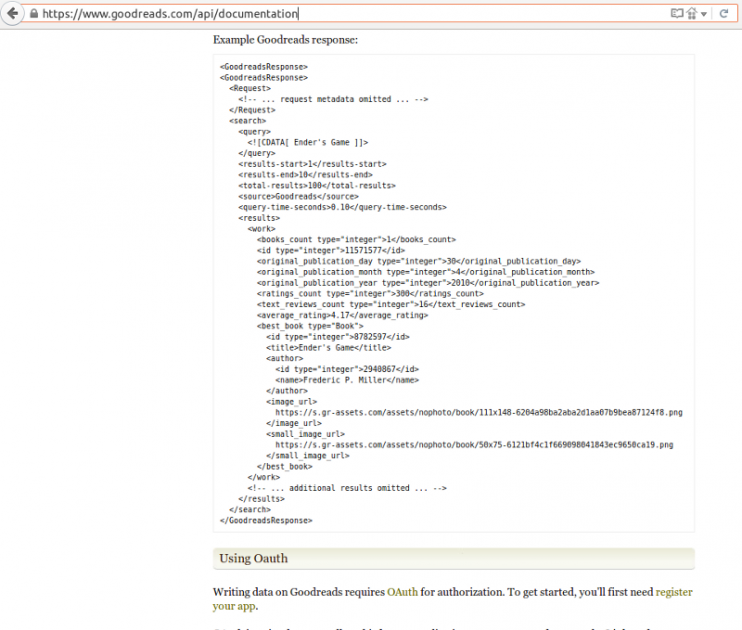 https://www.goodreads.com/api/documentation
Example Goodreads response:
<GoodreadsResponse>
<GoodreadsResponse>
<Request>
<!-- ... request metadata omitted ... -->
</Request>
<search>
<query>
<![CDATA[ Ender's Game ]]>
</query>
<results-start>1</results-start>
<results-end>10</results-end>
<total-results>100</total-results>
<source>Goodreads</source>
<query-time-seconds>0.10</query-time-seconds>
<results>
<work>
<books_count type="integer">1</books_count>
<id type="integer">11571577</id>
<original_publication_day type="integer">30</original_publication_day>
<original_publication_month type="integer">4</original_publication_month>
<original_publication_year type="integer">2010</original_publication_year>
<ratings_count type="integer">300</ratings_count>
<text_reviews_count type="integer">16</text_reviews_count>
<average_rating>4.17</average_rating>
<best_book type="Book">
<id type="integer">8782597</id>
<title>Ender's Game</title>
<author>
<id type="integer">2940867</id>
<name>Frederic P. Miller</name>
</author>
<image_url>
https://s.gr-assets.com/assets/nophoto/book/111x148-6204a98ba2aba2d1aa07b9bea87124f8.png
</image_url>
<small_image_url>
https://s.gr-assets.com/assets/nophoto/book/50x75-6121bf4c1f669098041843ec9650ca19.png
</small_image_url>
</best_book>
</work>
<!-- ... additional results omitted ... -->
</results>
</search>
</GoodreadsResponse>
Using Oauth
Writing data on Goodreads requires OAuth for authorization. To get started, you'll first need register
your app.